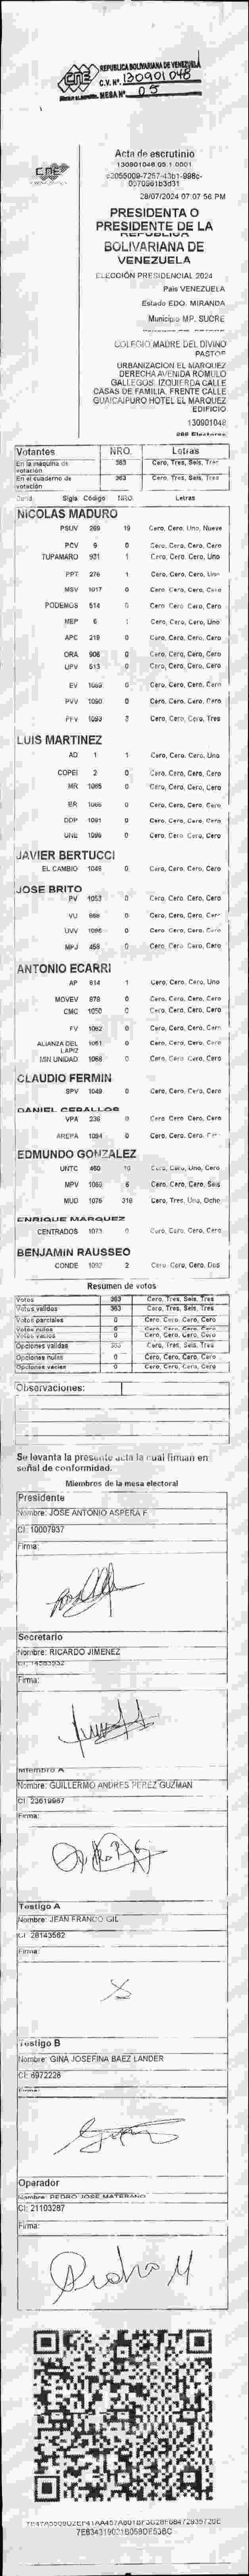 REPÚBLICA BOLIVARIANA DE VENEZUELA
CNE C.V. Nº. 130901048
MESA Nº 05
Acta de escrutinio
130901048.05.1.0001
28/07/2024 07:07:56 PM
PRESIDENTA O
PRESIDENTE DE LA
REPÚBLICA
BOLIVARIANA DE
VENEZUELA
ELECCIÓN PRESIDENCIAL 2024
País VENEZUELA
Estado EDO. MIRANDA
Municipio MP. SUCRE
COLEGIO MADRE DEL DIVINO
PASTOR
URBANIZACION EL MARQUEZ
DERECHA AVENIDA ROMULO
GALLEGOS. IZQUIERDA CALLE
CASAS DE FAMILIA. FRENTE CALLE
GUAICAIPURO HOTEL EL MARQUEZ
EDIFICIO
130901048
Electores
Votantes NRO. Letras
En la máquina de votación 363 Cero, Tres, Seis, Tres
En el cuaderno de votación 363 Cero, Tres, Seis, Tres
Cand. Sigla Código NRO. Letras
NICOLAS MADURO
PSUV 269 19 Cero, Cero, Uno, Nueve
PCV 9 0 Cero, Cero, Cero, Cero
TUPAMARO 931 1 Cero, Cero, Cero, Uno
PPT 276 1 Cero, Cero, Cero, Uno
MSV 1017 0 Cero, Cero, Cero, Cero
PODEMOS 514 0 Cero, Cero, Cero, Cero
MEP 6 1 Cero, Cero, Cero, Uno
APC 219 0 Cero, Cero, Cero, Cero
ORA 906 0 Cero, Cero, Cero, Cero
UPV 513 0 Cero, Cero, Cero, Cero
EV 1089 0 Cero, Cero, Cero, Cero
PVV 1090 0 Cero, Cero, Cero, Cero
PFV 1093 3 Cero, Cero, Cero, Tres
LUIS MARTINEZ
AD 1 1 Cero, Cero, Cero, Uno
COPEI 2 0 Cero, Cero, Cero, Cero
MR 1065 0 Cero, Cero, Cero, Cero
BR 1066 0 Cero, Cero, Cero, Cero
DDP 1091 0 Cero, Cero, Cero, Cero
UNE 1096 0 Cero, Cero, Cero, Cero
JAVIER BERTUCCI
EL CAMBIO 1046 0 Cero, Cero, Cero, Cero
JOSE BRITO
PV 1053 0 Cero, Cero, Cero, Cero
VU 868 0 Cero, Cero, Cero, Cero
UVV 1086 0 Cero, Cero, Cero, Cero
MPJ 458 0 Cero, Cero, Cero, Cero
ANTONIO ECARRI
AP 814 1 Cero, Cero, Cero, Uno
MOVEV 878 0 Cero, Cero, Cero, Cero
CMC 1050 0 Cero, Cero, Cero, Cero
FV 1062 0 Cero, Cero, Cero, Cero
ALIANZA DEL LAPIZ 1061 0 Cero, Cero, Cero, Cero
MIN UNIDAD 1068 0 Cero, Cero, Cero, Cero
CLAUDIO FERMIN
SPV 1049 0 Cero, Cero, Cero, Cero
DANIEL CEBALLOS
VPA 236 0 Cero, Cero, Cero, Cero
AREPA 1094 0 Cero, Cero, Cero, Cero
EDMUNDO GONZALEZ
UNTC 460 10 Cero, Cero, Uno, Cero
MPV 1069 6 Cero, Cero, Cero, Seis
MUD 1076 318 Cero, Tres, Uno, Ocho
ENRIQUE MARQUEZ
CENTRADOS 1073 0 Cero, Cero, Cero, Cero
BENJAMIN RAUSSEO
CONDE 1092 2 Cero, Cero, Cero, Dos
Resumen de votos
Votos 363 Cero, Tres, Seis, Tres
Votos validos 363 Cero, Tres, Seis, Tres
Votos parciales 0 Cero, Cero, Cero, Cero
Votos nulos 0 Cero, Cero, Cero, Cero
Votos vacios 0 Cero, Cero, Cero, Cero
Opciones validas 363 Cero, Tres, Seis, Tres
Opciones nulas 0 Cero, Cero, Cero, Cero
Opciones vacias 0 Cero, Cero, Cero, Cero
Observaciones:
Se levanta la presente acta la cual firman en
señal de conformidad.
Miembros de la mesa electoral
Presidente
Nombre: JOSE ANTONIO ASPERA F
CI: 10007937
Firma:
Secretario
Nombre: RICARDO JIMENEZ
Firma:
Miembro A
Nombre: GUILLERMO ANDRES PEREZ GUZMAN
CI: 23619967
Firma:
Testigo A
Nombre: JEAN FRANCO GIL
CI: 26143562
Firma:
Testigo B
Nombre: GINA JOSEFINA BAEZ LANDER
CI: 6972228
Firma:
Operador
Nombre: PEDRO JOSE MATERANO
CI: 21103287
Firma:
Pedro M